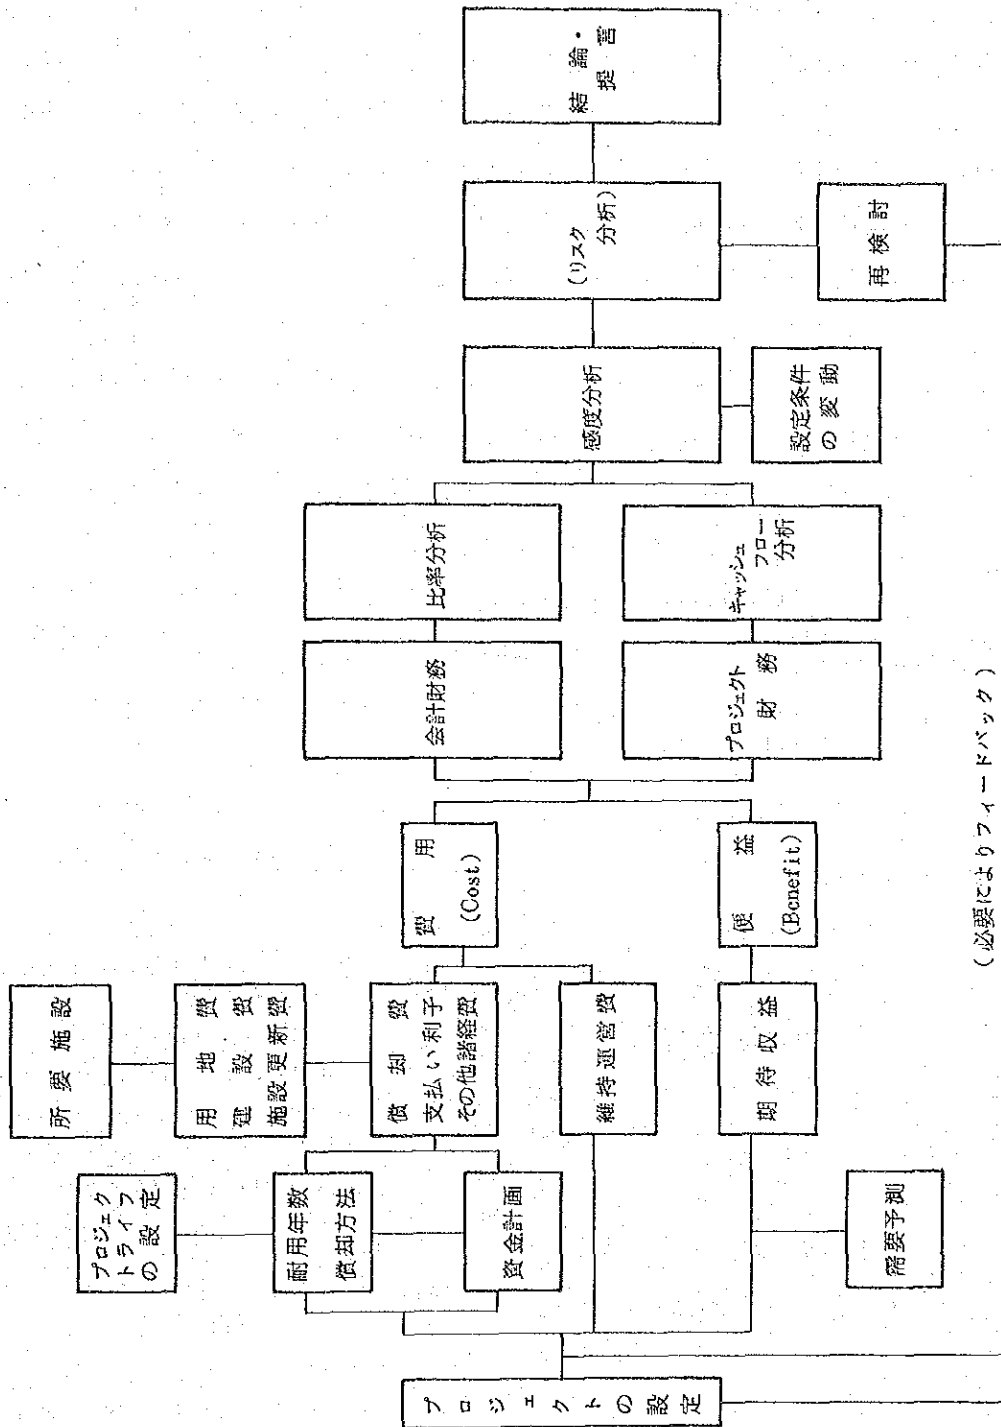 プロジェクトの設定
プロジェク
トライフ
の設定
耐用年数
償却方法
資金計画
需要予測
所要施設
用地費
建設費
施設更新費
償却費
支払い利子
その他諸経費
維持運営費
期待収益
費用
(Cost)
便益
(Benefit)
会計財務
プロジェクト
財務
比率分析
キャッシュ
フロー
分析
感度分析
設定条件
の変動
(リスク
分析)
再検討
結論・
提言
(必要によりフィードバック)